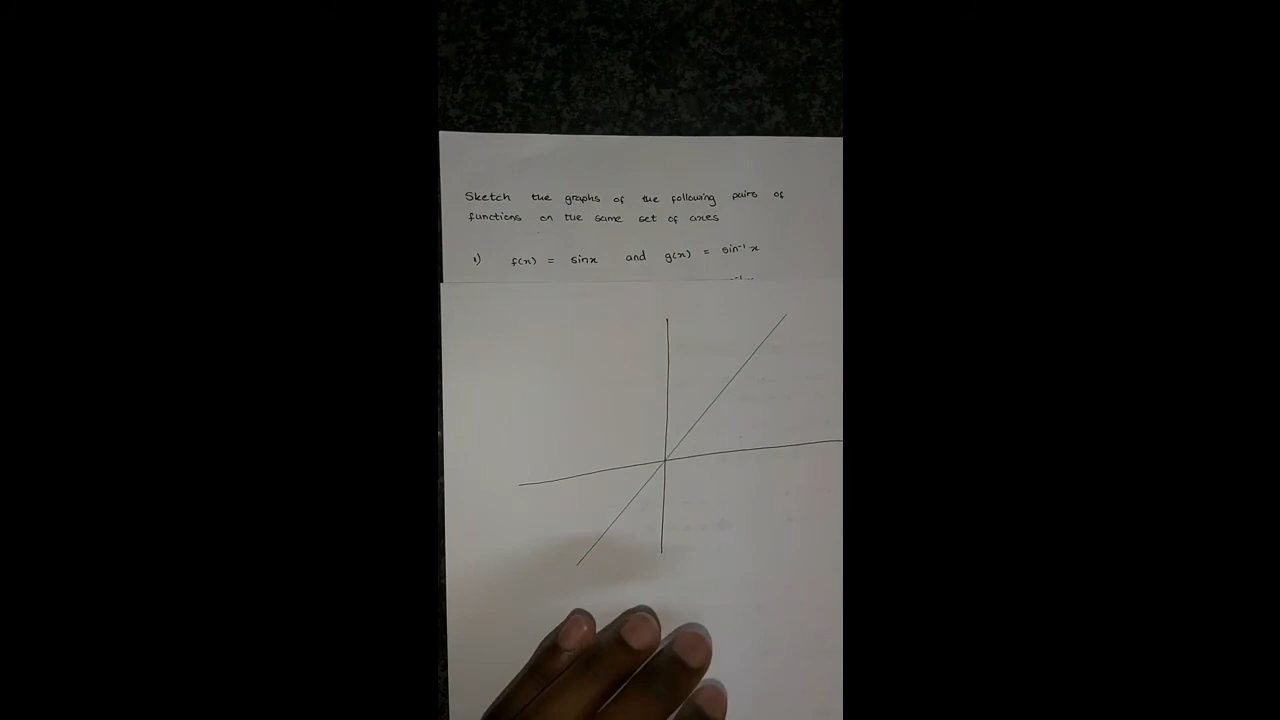 Sketch the graphs of the following pairs of
functions on the same set of axes
1) f(x) = sinx and g(x) = sin⁻¹x